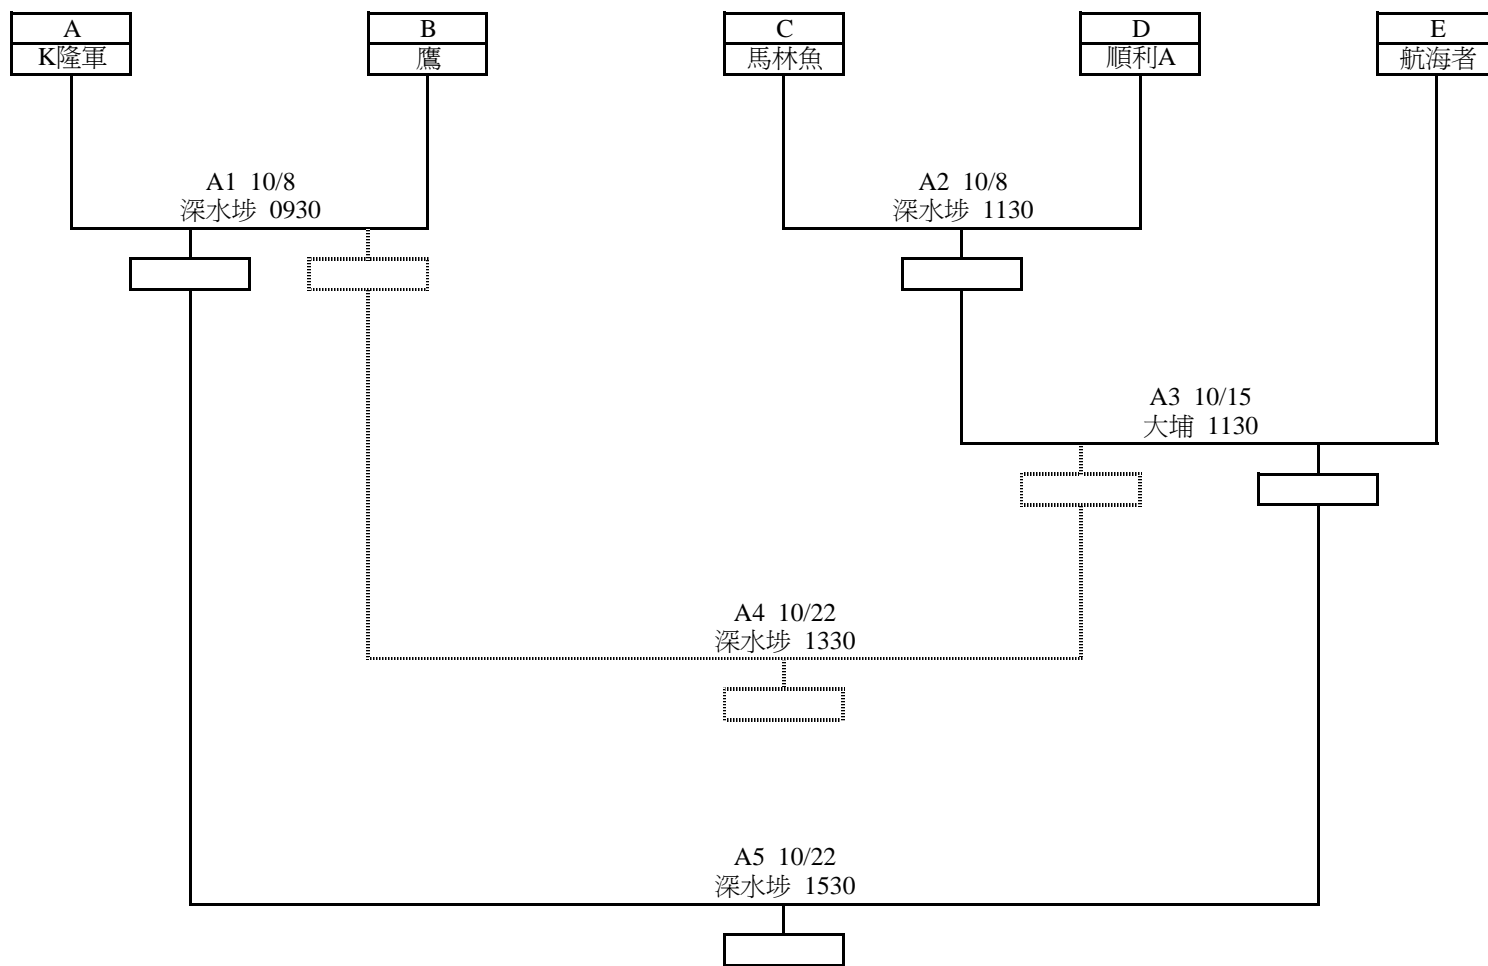 A
B
C
D
E
K隆軍
鷹
馬林魚
順利A
航海者
A1 10/8
深水埗 0930
A2 10/8
深水埗 1130
A3 10/15
大埔 1130
A4 10/22
深水埗 1330
A5 10/22
深水埗 1530